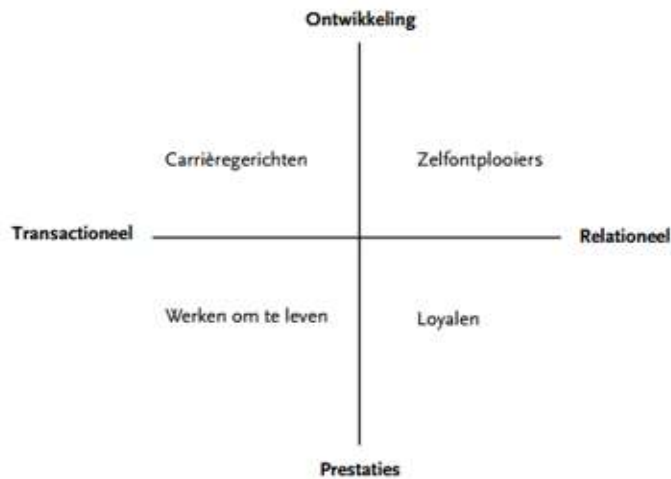 Ontwikkeling
Carrièregerichten Zelfontplooiers
Transactioneel Relationeel
Werken om te leven Loyalen
Prestaties